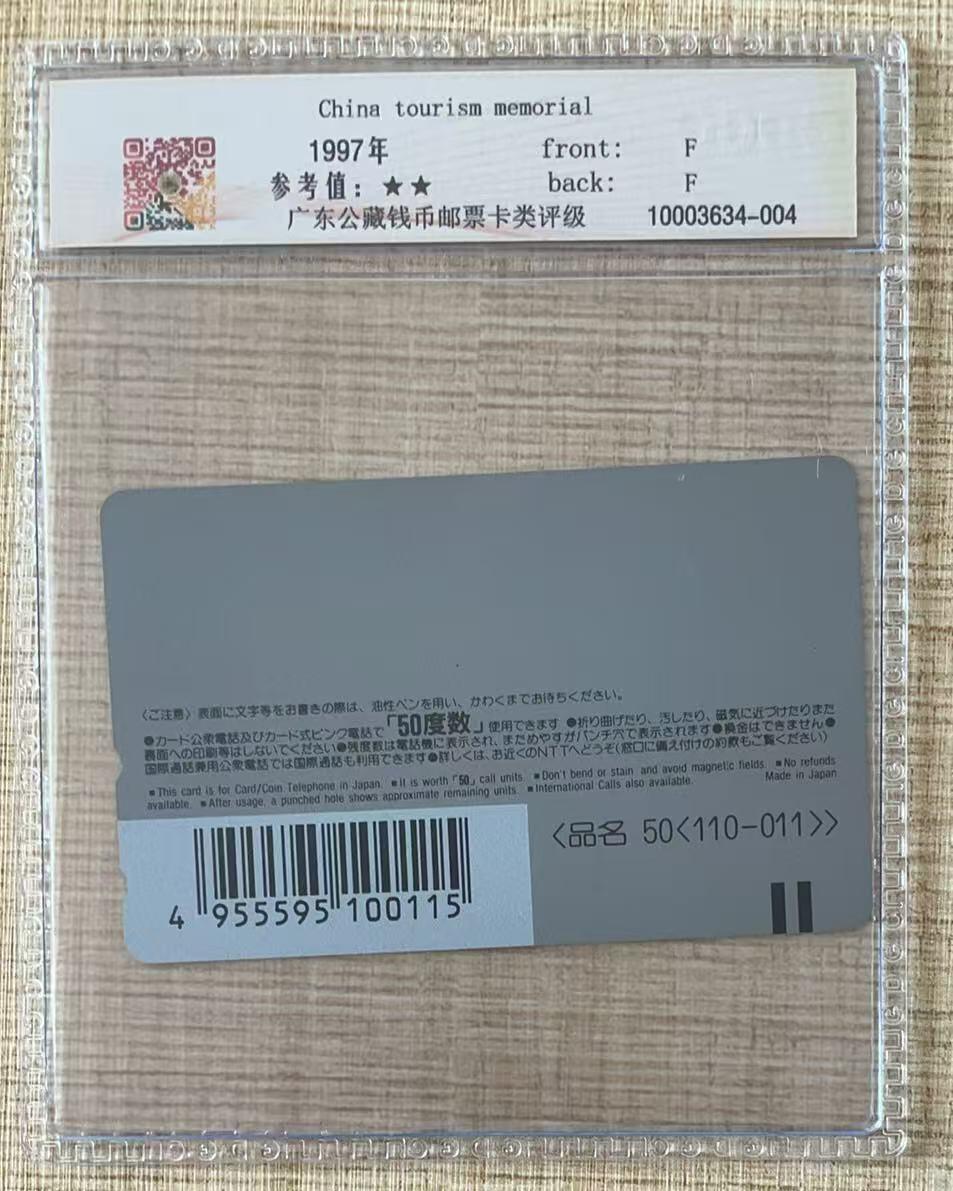 China tourism memorial
1997年 front: F
参考值：★★ back: F
广东公藏钱币邮票卡类评级 10003634-004
〈ご注意〉表面に文字等をお書きの際は、油性ペンを用い、かわくまでお待ちください。
●カード公衆電話及びカード式ピンク電話で「50度数」使用できます ●折り曲げたり、汚したり、磁気に近づけたりまた
裏面への印刷等はしないでください●残度数は電話機に表示され、まためやすがパンチ穴で表示されます●換金はできません●
国際通話兼用公衆電話では国際通話も利用できます●詳しくは、お近くのNTTへどうぞ(窓口に備え付けの約款もご覧ください)
■This card is for Card/Coin Telephone in Japan. ■It is worth「50」call units. ■Don't bend or stain and avoid magnetic fields. ■No refunds
available. ■After usage, a punched hole shows approximate remaining units. ■International Calls also available. Made in Japan
〈品名 50〈110-011〉〉
4 955595 100115